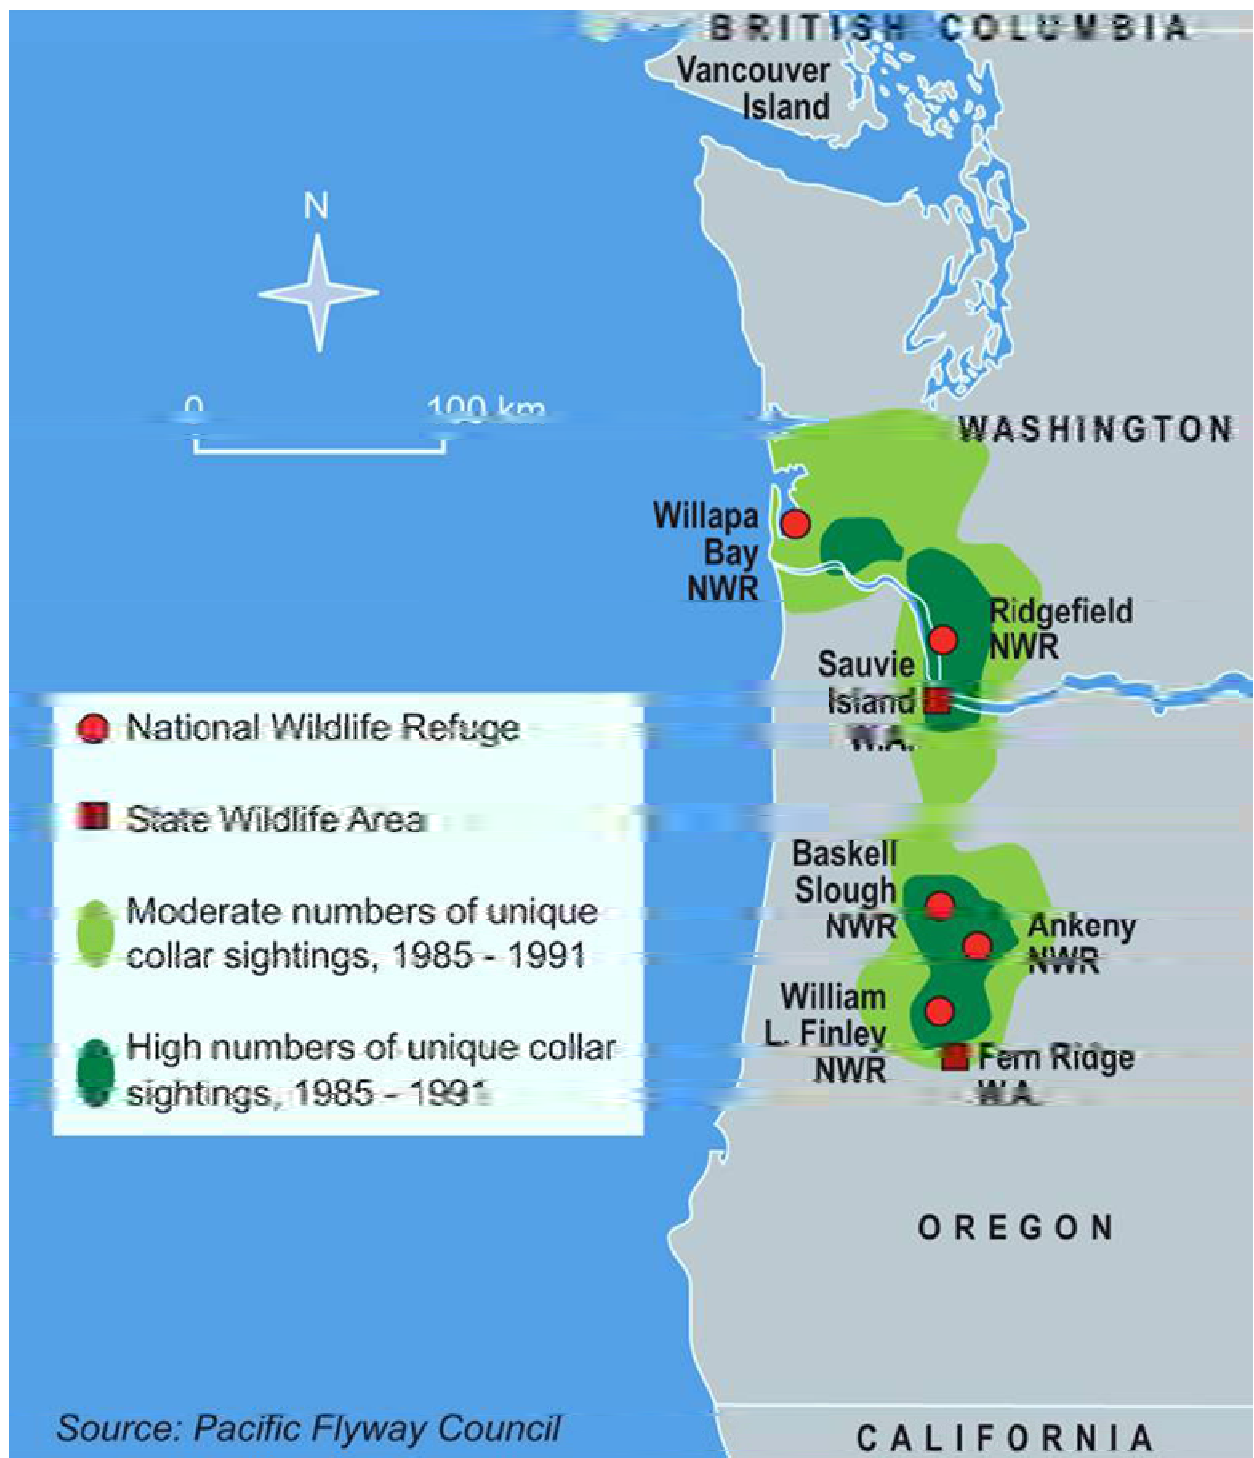 BRITISH COLUMBIA
Vancouver
Island
N
0 100 km
WASHINGTON
Willapa
Bay
NWR
Ridgefield
NWR
Sauvie
Island
W.A.
National Wildlife Refuge
State Wildlife Area
Moderate numbers of unique
collar sightings, 1985 - 1991
High numbers of unique collar
sightings, 1985 - 1991
Baskell
Slough
NWR
Ankeny
NWR
William
L. Finley
NWR
Fern Ridge
W.A.
OREGON
Source: Pacific Flyway Council
CALIFORNIA